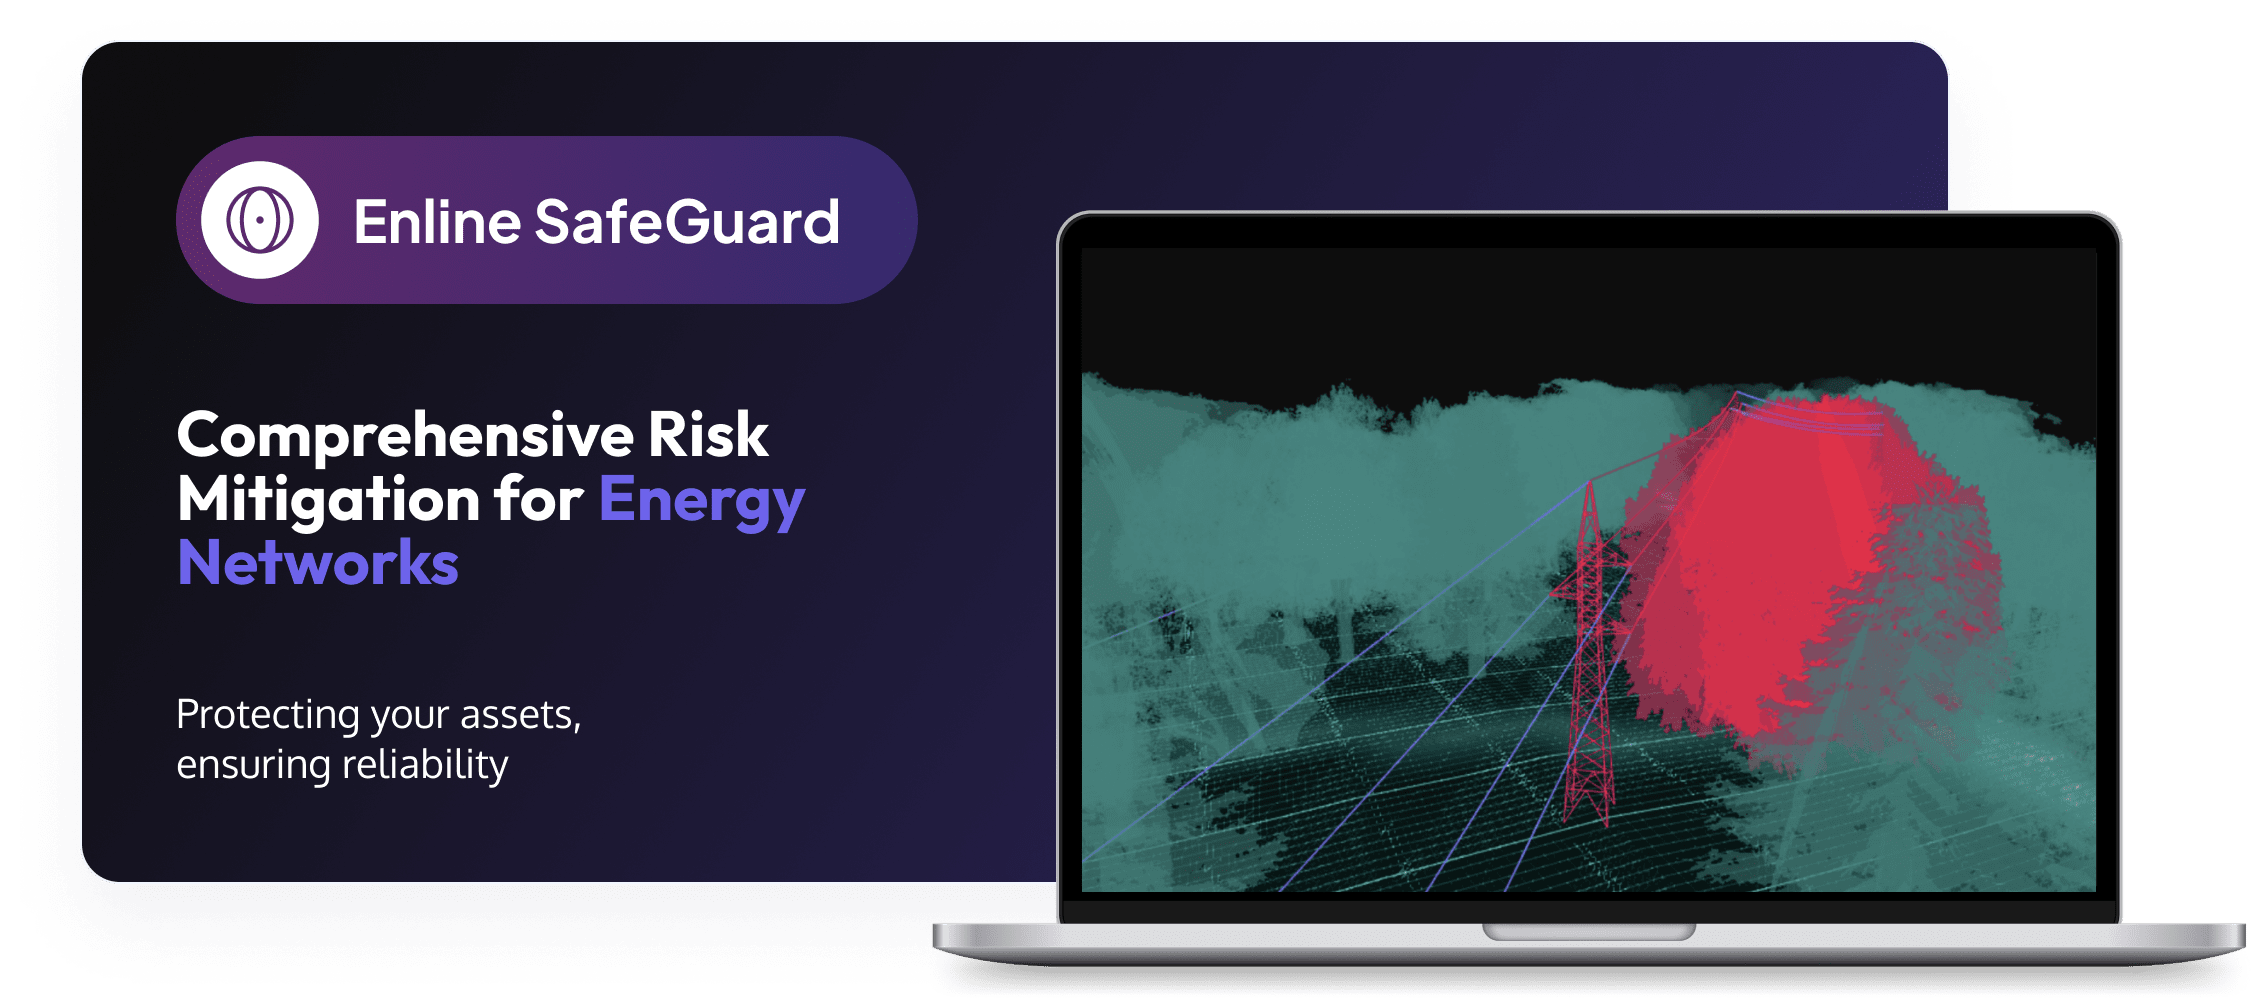 Enline SafeGuard
Comprehensive Risk
Mitigation for Energy
Networks
Protecting your assets,
ensuring reliability